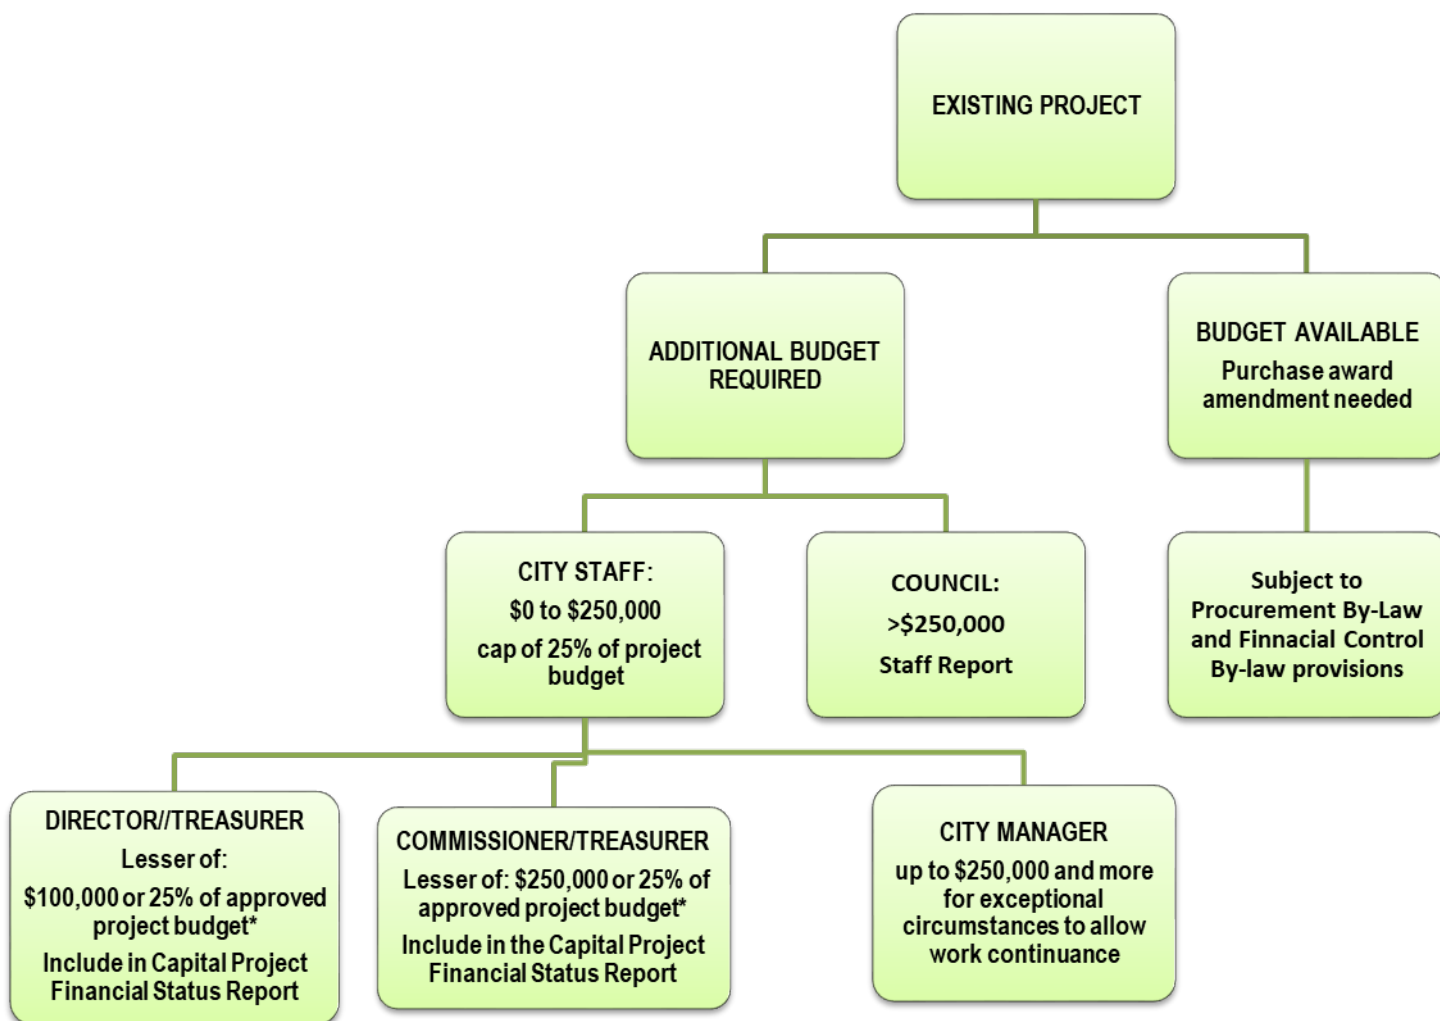 EXISTING PROJECT
ADDITIONAL BUDGET
REQUIRED
BUDGET AVAILABLE
Purchase award
amendment needed
CITY STAFF:
$0 to $250,000
cap of 25% of project
budget
COUNCIL:
>$250,000
Staff Report
Subject to
Procurement By-Law
and Finnacial Control
By-law provisions
DIRECTOR//TREASURER
Lesser of:
$100,000 or 25% of approved
project budget*
Include in Capital Project
Financial Status Report
COMMISSIONER/TREASURER
Lesser of: $250,000 or 25% of
approved project budget*
Include in the Capital Project
Financial Status Report
CITY MANAGER
up to $250,000 and more
for exceptional
circumstances to allow
work continuance